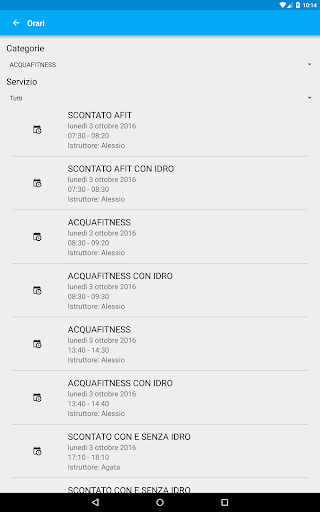 10:14
Orari
Categorie
ACQUAFITNESS
Servizio
Tutti
SCONTATO AFIT
lunedì 3 ottobre 2016
07:30 - 08:20
Istruttore: Alessio
SCONTATO AFIT CON IDRO
lunedì 3 ottobre 2016
07:30 - 08:30
Istruttore: Alessio
ACQUAFITNESS
lunedì 3 ottobre 2016
08:30 - 09:20
Istruttore: Alessio
ACQUAFITNESS CON IDRO
lunedì 3 ottobre 2016
08:30 - 09:30
Istruttore: Alessio
ACQUAFITNESS
lunedì 3 ottobre 2016
13:40 - 14:30
Istruttore: Alessio
ACQUAFITNESS CON IDRO
lunedì 3 ottobre 2016
13:40 - 14:40
Istruttore: Alessio
SCONTATO CON E SENZA IDRO
lunedì 3 ottobre 2016
17:10 - 18:10
Istruttore: Agata
SCONTATO CON E SENZA IDRO